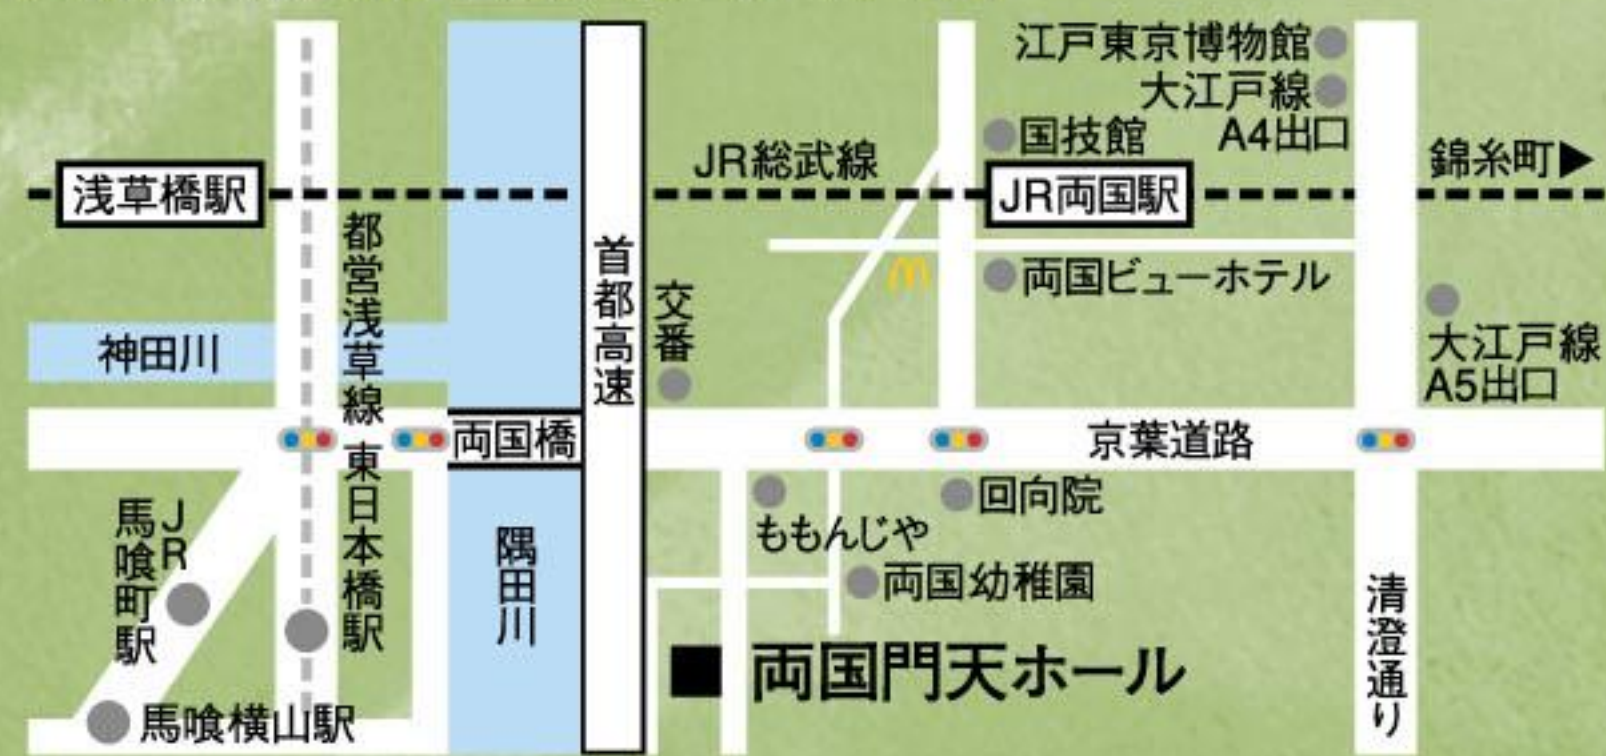 江戸東京博物館
大江戸線
A4出口
国技館
JR総武線
錦糸町▶
浅草橋駅
JR両国駅
都営浅草線
首都高速
交番
両国ビューホテル
神田川
大江戸線
A5出口
両国橋
京葉道路
東日本橋駅
JR
馬喰町駅
隅田川
ももんじや
回向院
両国幼稚園
清澄通り
両国門天ホール
馬喰横山駅